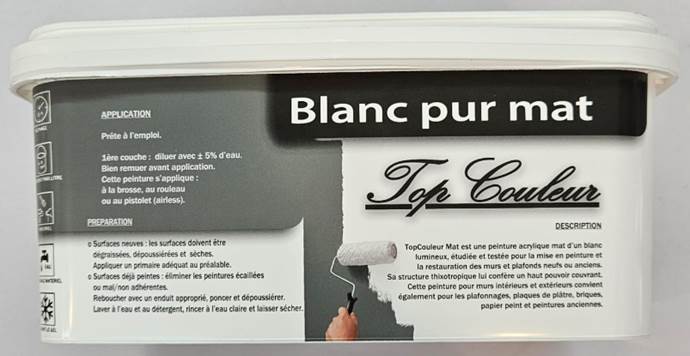 Blanc pur mat
APPLICATION
Prête à l'emploi.
1ère couche : diluer avec ± 5% d'eau.
Bien remuer avant application.
Cette peinture s'applique :
à la brosse, au rouleau
ou au pistolet (airless).
PREPARATION
Surfaces neuves : les surfaces doivent être
dégraissées, dépoussiérées et sèches.
Appliquer un primaire adéquat au préalable.
Surfaces déjà peintes : éliminer les peintures écaillées
ou mal/non adhérentes.
Reboucher avec un enduit approprié, poncer et dépoussiérer.
Laver à l'eau et au détergent, rincer à l'eau claire et laisser sécher.
Top Couleur
DESCRIPTION
TopCouleur Mat est une peinture acrylique mat d'un blanc
lumineux, étudiée et testée pour la mise en peinture et
la restauration des murs et plafonds neufs ou anciens.
Sa structure thixotropique lui confère un haut pouvoir couvrant.
Cette peinture pour murs intérieurs et extérieurs convient
également pour les plafonnages, plaques de plâtre, briques,
papier peint et peintures anciennes.